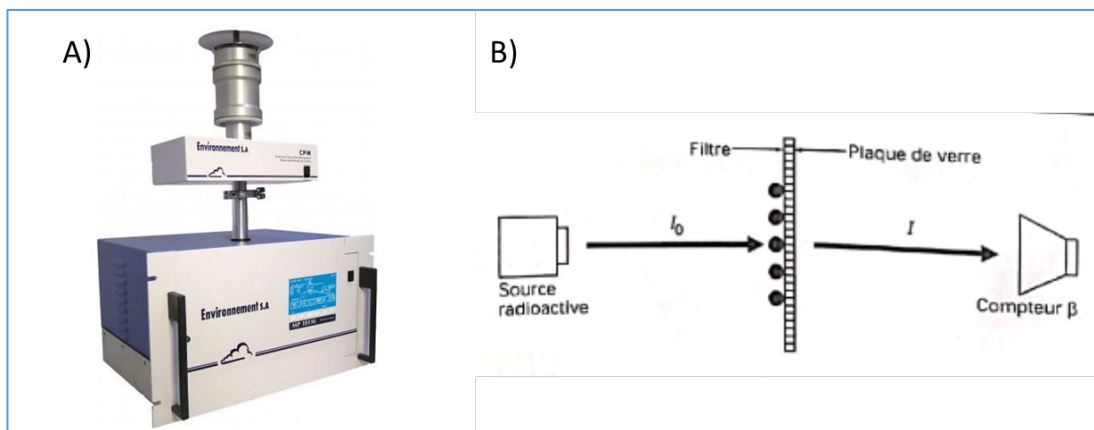 A)
Environnement S.A
CPM
Environnement S.A
MP 101M
B)
Filtre
Plaque de verre
I₀
I
Source
radioactive
Compteur β